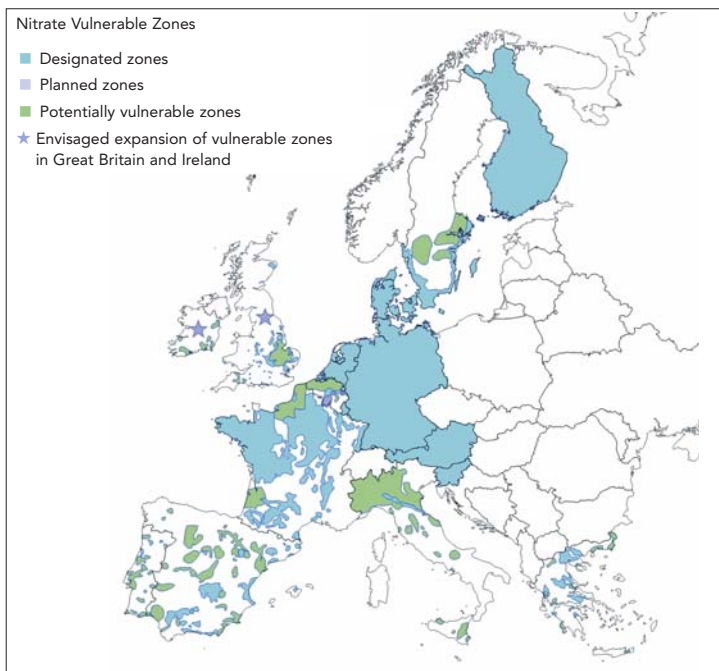 Nitrate Vulnerable Zones
Designated zones
Planned zones
Potentially vulnerable zones
Envisaged expansion of vulnerable zones
in Great Britain and Ireland